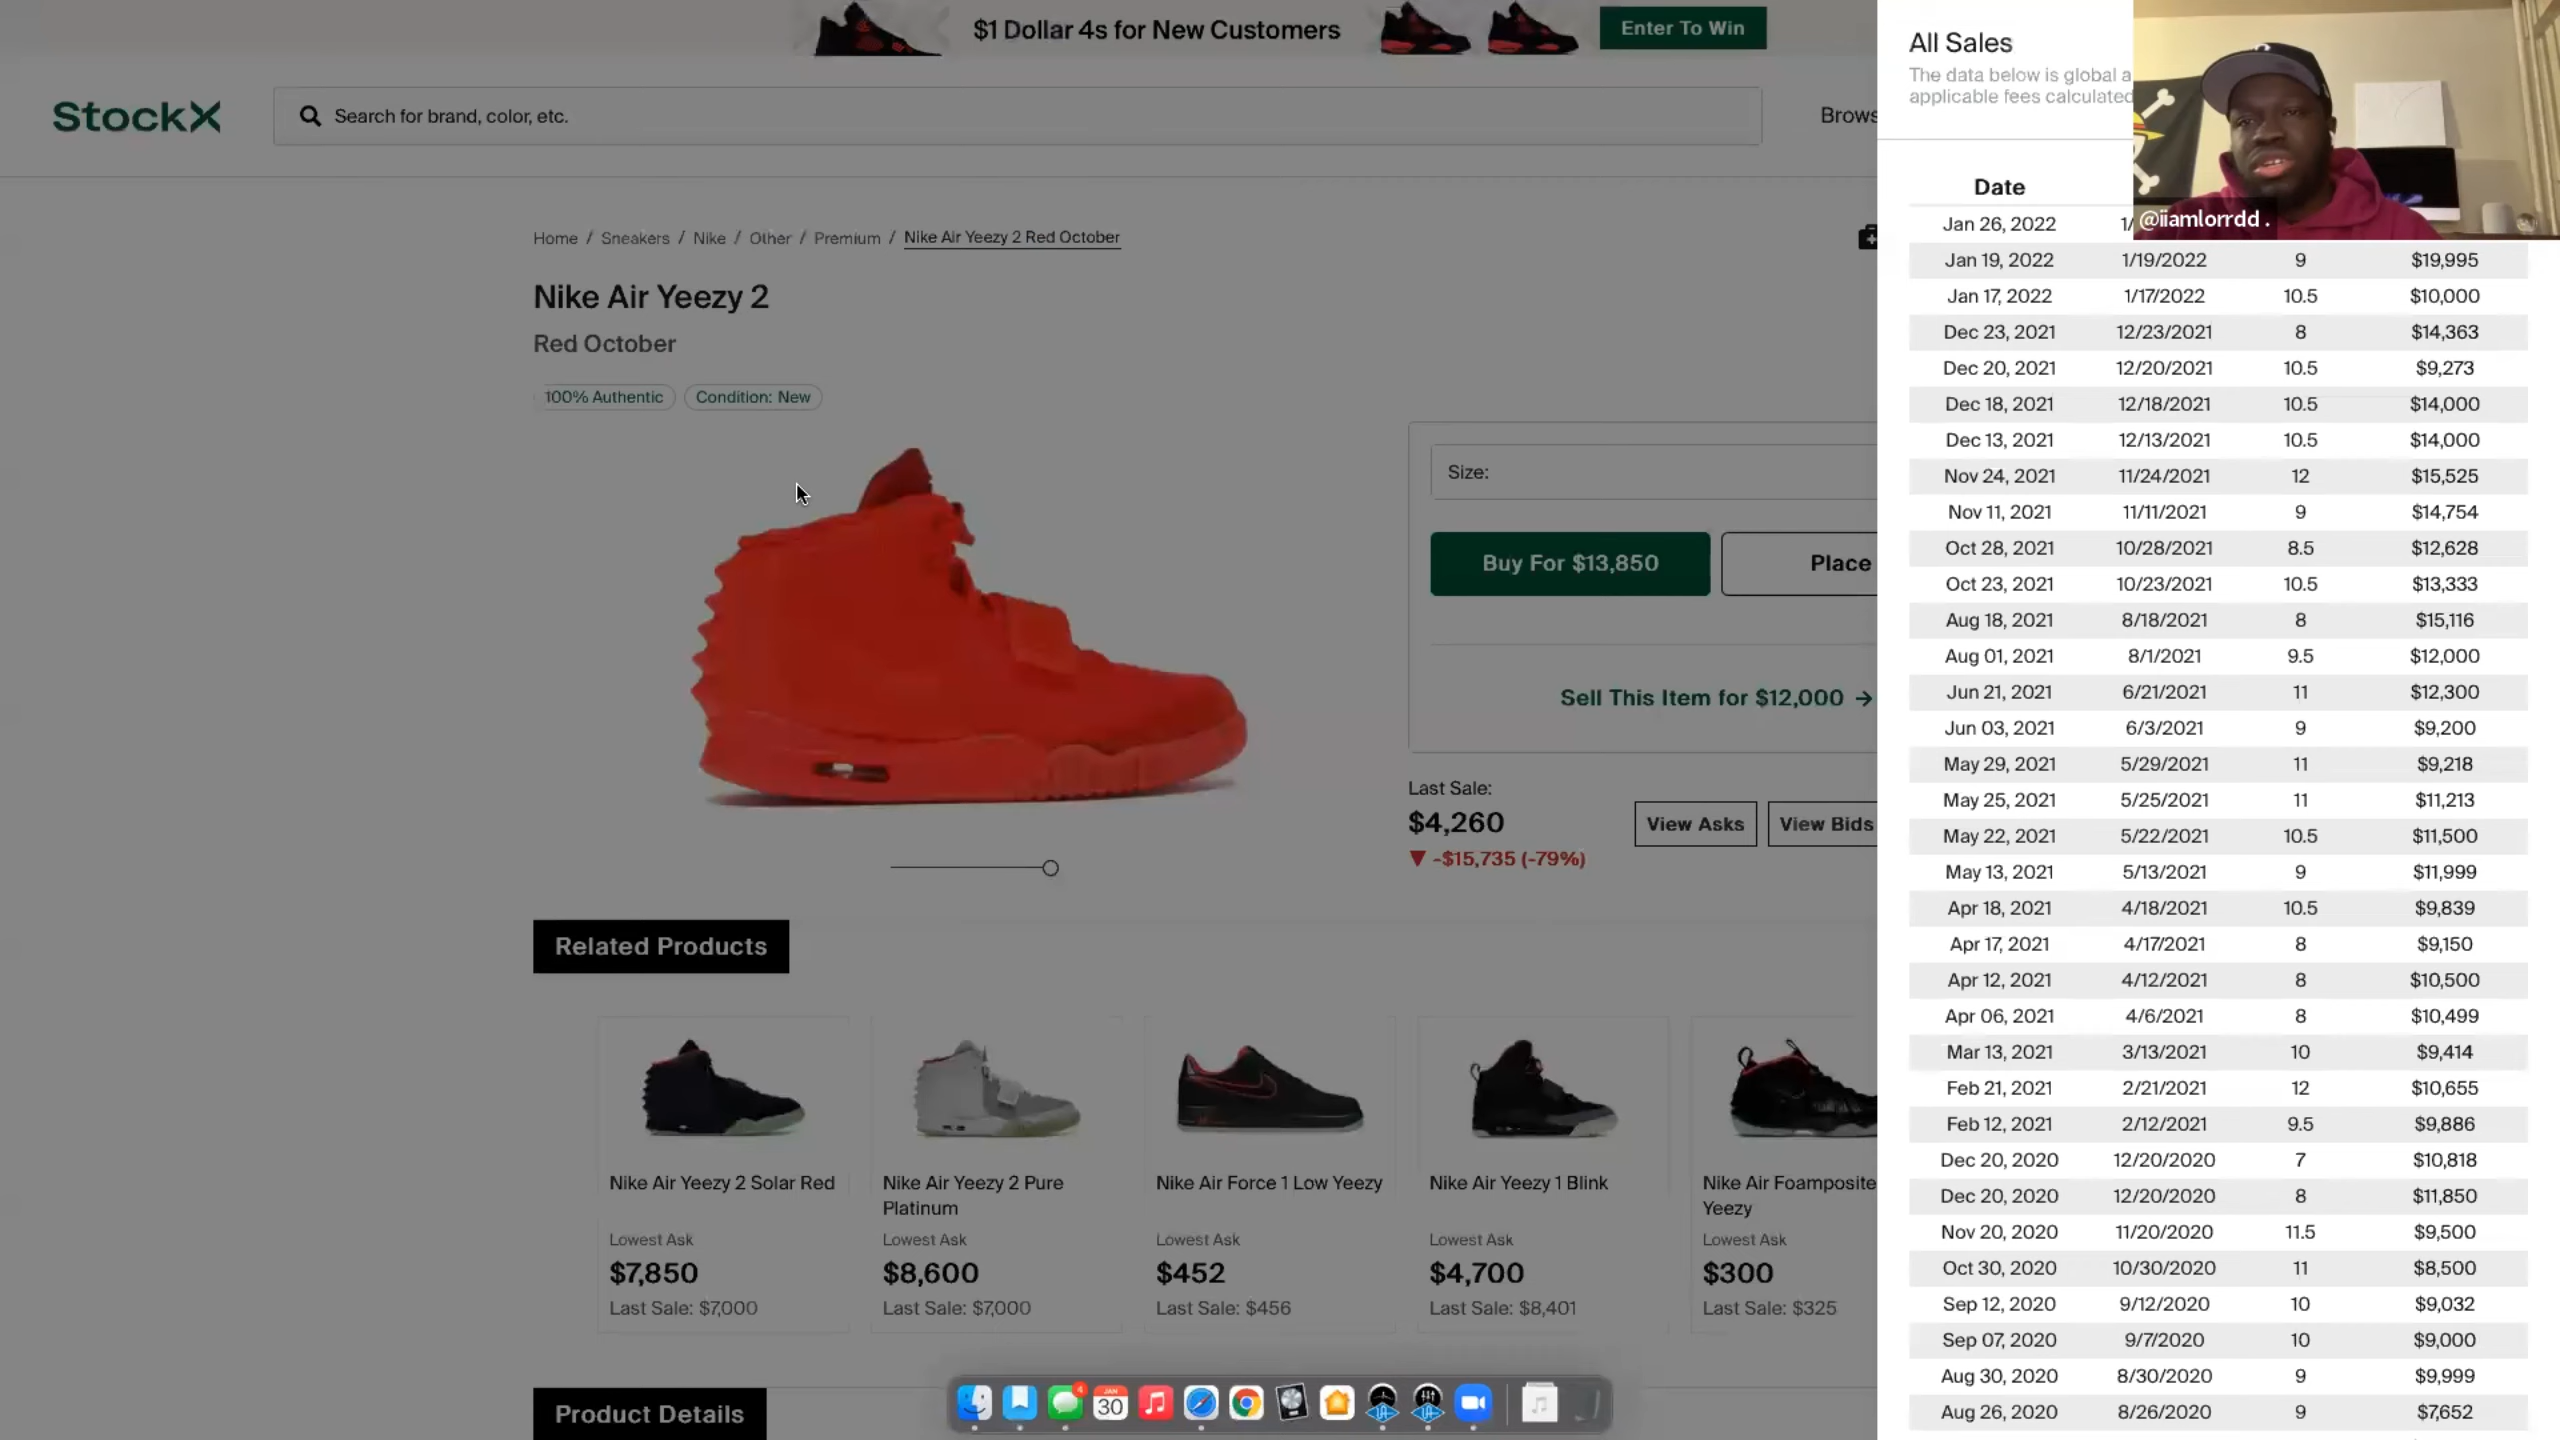 $1 Dollar 4s for New Customers
Enter To Win
StockX
Search for brand, color, etc.
Home / Sneakers / Nike / Other / Premium / Nike Air Yeezy 2 Red October
Nike Air Yeezy 2
Red October
100% Authentic
Condition: New
Size:
Buy For $13,850
Place
Sell This Item for $12,000 →
Last Sale:
$4,260
▼ -$15,735 (-79%)
View Asks
View Bids
Related Products
Nike Air Yeezy 2 Solar Red
Lowest Ask
$7,850
Last Sale: $7,000
Nike Air Yeezy 2 Pure
Platinum
Lowest Ask
$8,600
Last Sale: $7,000
Nike Air Force 1 Low Yeezy
Lowest Ask
$452
Last Sale: $456
Nike Air Yeezy 1 Blink
Lowest Ask
$4,700
Last Sale: $8,401
Nike Air Foamposite
Yeezy
Lowest Ask
$300
Last Sale: $325
Product Details
4
JAN
30
All Sales
The data below is global
applicable fees calculated
@iiamlorrdd .
Date
Jan 26, 2022 1/
Jan 19, 2022 1/19/2022 9 $19,995
Jan 17, 2022 1/17/2022 10.5 $10,000
Dec 23, 2021 12/23/2021 8 $14,363
Dec 20, 2021 12/20/2021 10.5 $9,273
Dec 18, 2021 12/18/2021 10.5 $14,000
Dec 13, 2021 12/13/2021 10.5 $14,000
Nov 24, 2021 11/24/2021 12 $15,525
Nov 11, 2021 11/11/2021 9 $14,754
Oct 28, 2021 10/28/2021 8.5 $12,628
Oct 23, 2021 10/23/2021 10.5 $13,333
Aug 18, 2021 8/18/2021 8 $15,116
Aug 01, 2021 8/1/2021 9.5 $12,000
Jun 21, 2021 6/21/2021 11 $12,300
Jun 03, 2021 6/3/2021 9 $9,200
May 29, 2021 5/29/2021 11 $9,218
May 25, 2021 5/25/2021 11 $11,213
May 22, 2021 5/22/2021 10.5 $11,500
May 13, 2021 5/13/2021 9 $11,999
Apr 18, 2021 4/18/2021 10.5 $9,839
Apr 17, 2021 4/17/2021 8 $9,150
Apr 12, 2021 4/12/2021 8 $10,500
Apr 06, 2021 4/6/2021 8 $10,499
Mar 13, 2021 3/13/2021 10 $9,414
Feb 21, 2021 2/21/2021 12 $10,655
Feb 12, 2021 2/12/2021 9.5 $9,886
Dec 20, 2020 12/20/2020 7 $10,818
Dec 20, 2020 12/20/2020 8 $11,850
Nov 20, 2020 11/20/2020 11.5 $9,500
Oct 30, 2020 10/30/2020 11 $8,500
Sep 12, 2020 9/12/2020 10 $9,032
Sep 07, 2020 9/7/2020 10 $9,000
Aug 30, 2020 8/30/2020 9 $9,999
Aug 26, 2020 8/26/2020 9 $7,652